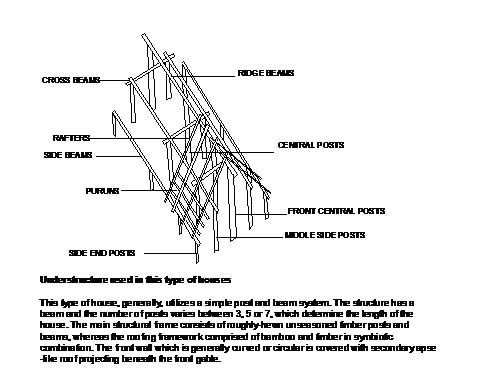 RIDGE BEAMS
CROSS BEAMS
RAFTERS
CENTRAL POSTS
SIDE BEAMS
PURUNS
FRONT CENTRAL POSTS
MIDDLE SIDE POSTS
SIDE END POSTS
Understructure used in this type of houses
This type of house, generally, utilizes a simple post and beam system. The structure has a
beam and the number of posts varies between 3, 5 or 7, which determine the length of the
house. The main structural frame consists of roughly-hewn unseasoned timber posts and
beams, whereas the roofing framework comprised of bamboo and timber in symbiotic
combination. The front wall which is generally curved or circular is covered with secondary apse
-like roof projecting beneath the front gable.